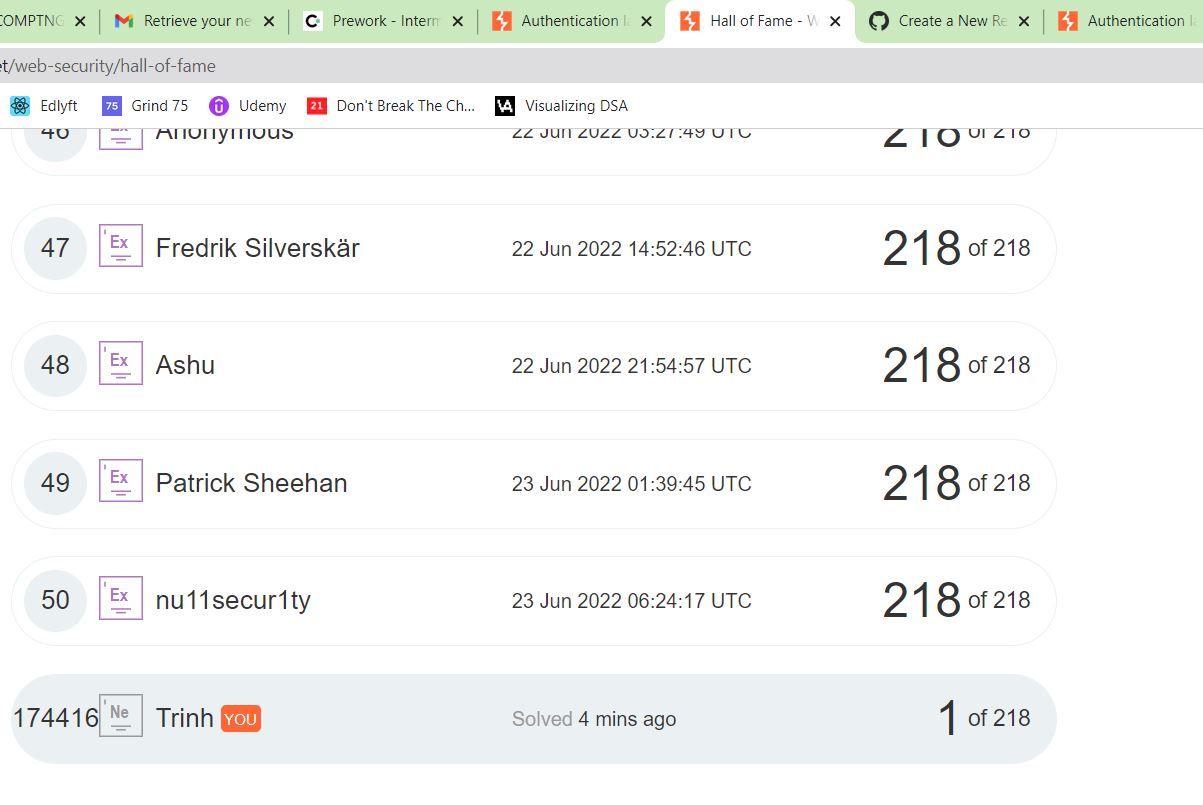 COMPTNG Retrieve your ne Prework - Interm Authentication la Hall of Fame - W Create a New Re Authentication la
et/web-security/hall-of-fame
Edlyft 75 Grind 75 Udemy 21 Don't Break The Ch... VA Visualizing DSA
46 Ex Anonymous 22 Jun 2022 03:27:49 UTC 218 of 218
47 Ex Fredrik Silverskär 22 Jun 2022 14:52:46 UTC 218 of 218
48 Ex Ashu 22 Jun 2022 21:54:57 UTC 218 of 218
49 Ex Patrick Sheehan 23 Jun 2022 01:39:45 UTC 218 of 218
50 Ex nu11secur1ty 23 Jun 2022 06:24:17 UTC 218 of 218
174416 Ne Trinh YOU Solved 4 mins ago 1 of 218